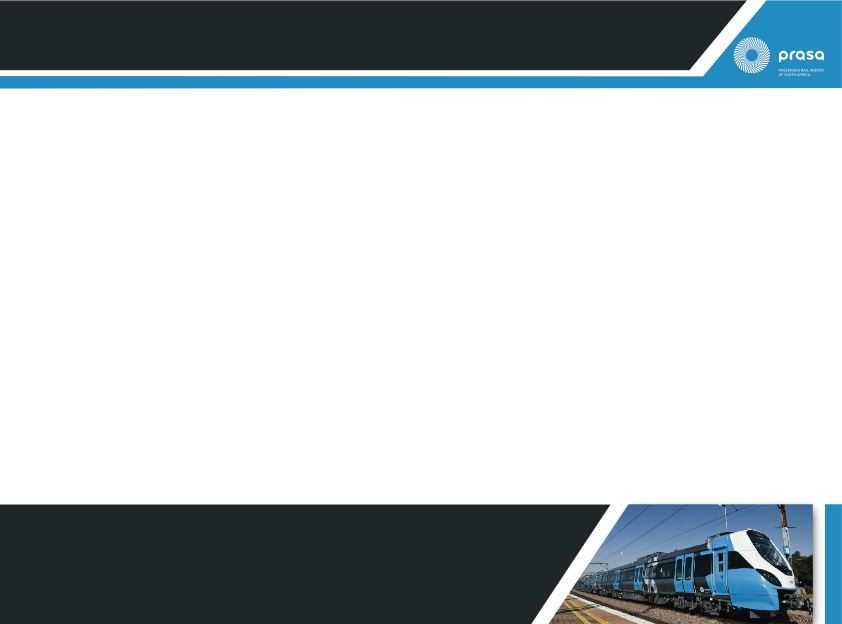 prasa
PASSENGER RAIL AGENCY
OF SOUTH AFRICA